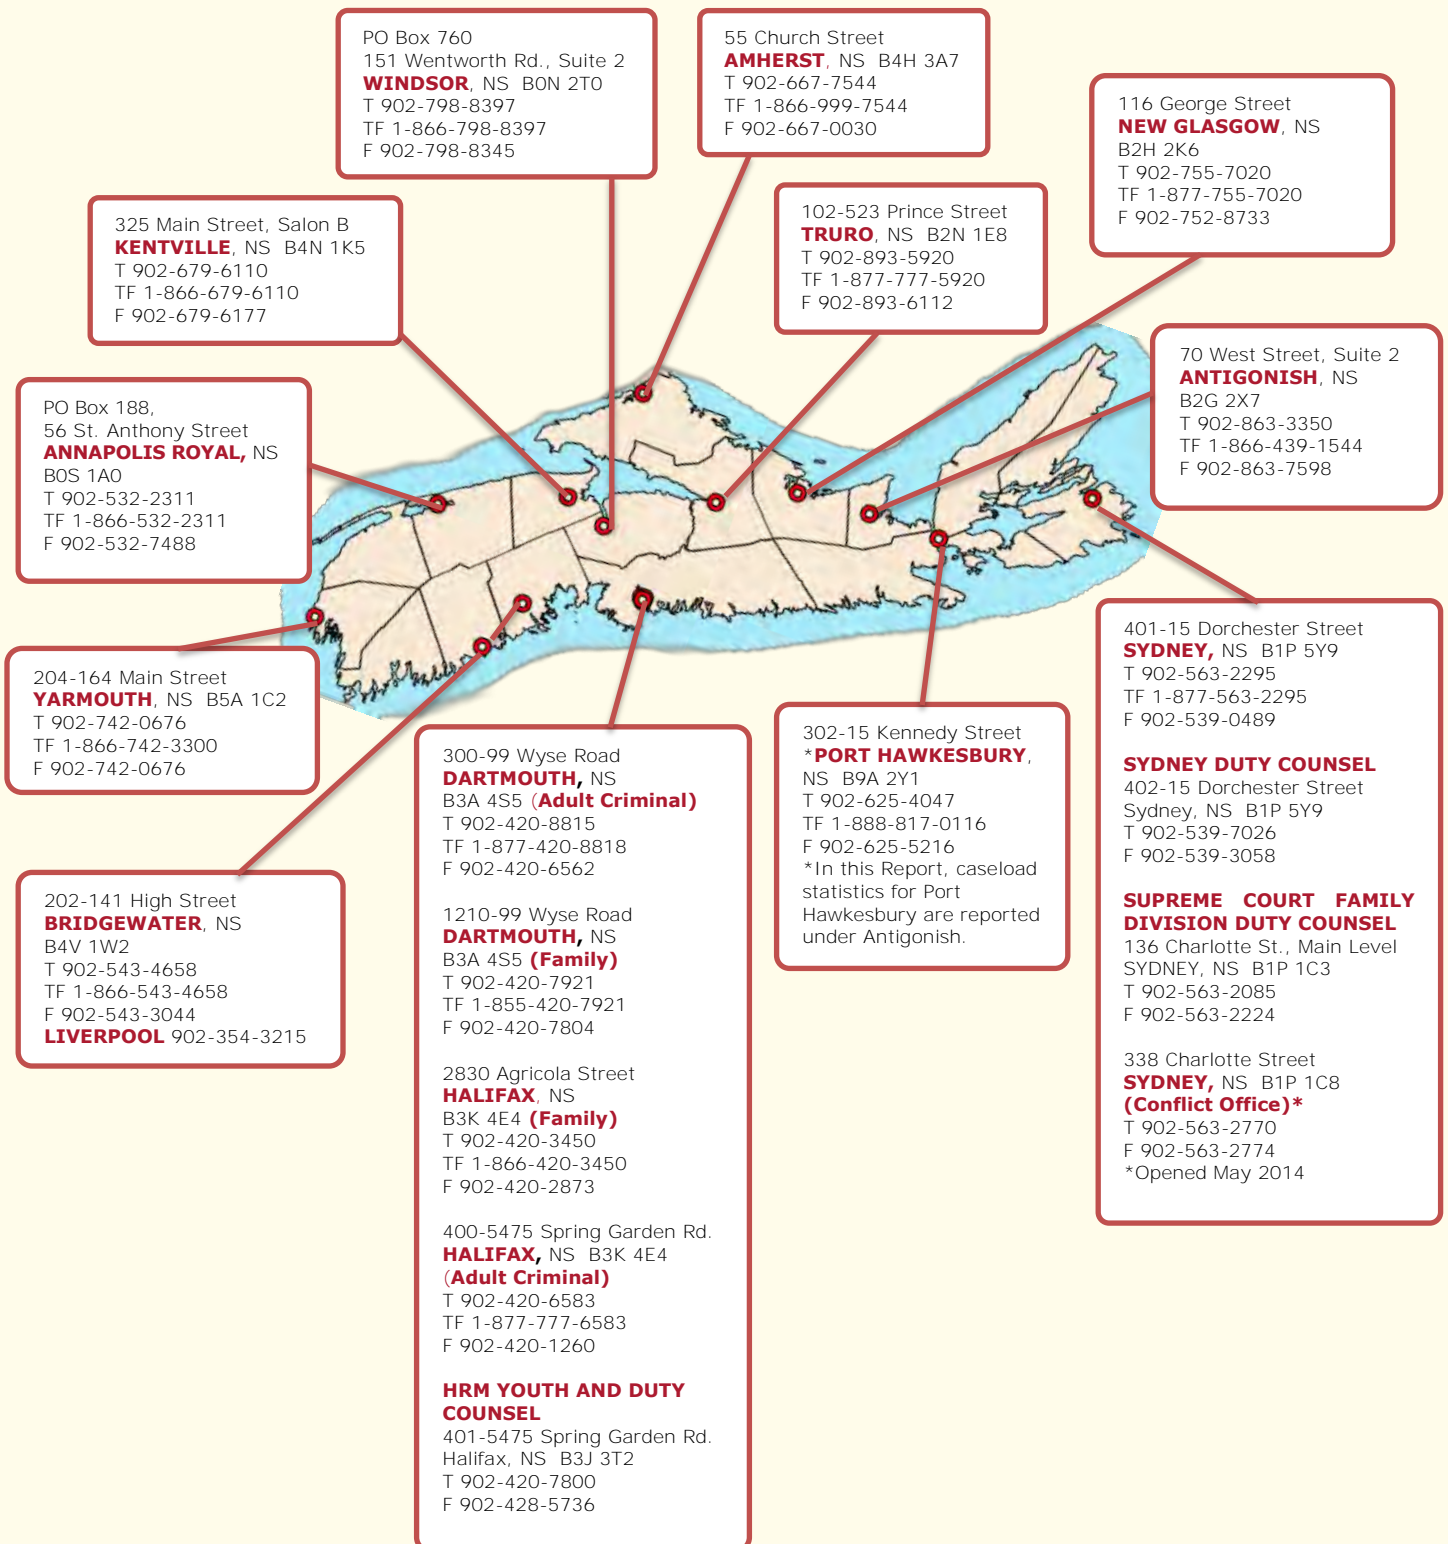 PO Box 760
151 Wentworth Rd., Suite 2
WINDSOR, NS B0N 2T0
T 902-798-8397
TF 1-866-798-8397
F 902-798-8345
55 Church Street
AMHERST, NS B4H 3A7
T 902-667-7544
TF 1-866-999-7544
F 902-667-0030
116 George Street
NEW GLASGOW, NS
B2H 2K6
T 902-755-7020
TF 1-877-755-7020
F 902-752-8733
325 Main Street, Salon B
KENTVILLE, NS B4N 1K5
T 902-679-6110
TF 1-866-679-6110
F 902-679-6177
102-523 Prince Street
TRURO, NS B2N 1E8
T 902-893-5920
TF 1-877-777-5920
F 902-893-6112
70 West Street, Suite 2
ANTIGONISH, NS
B2G 2X7
T 902-863-3350
TF 1-866-439-1544
F 902-863-7598
PO Box 188,
56 St. Anthony Street
ANNAPOLIS ROYAL, NS
B0S 1A0
T 902-532-2311
TF 1-866-532-2311
F 902-532-7488
204-164 Main Street
YARMOUTH, NS B5A 1C2
T 902-742-0676
TF 1-866-742-3300
F 902-742-0676
202-141 High Street
BRIDGEWATER, NS
B4V 1W2
T 902-543-4658
TF 1-866-543-4658
F 902-543-3044
LIVERPOOL 902-354-3215
300-99 Wyse Road
DARTMOUTH, NS
B3A 4S5 (Adult Criminal)
T 902-420-8815
TF 1-877-420-8818
F 902-420-6562
1210-99 Wyse Road
DARTMOUTH, NS
B3A 4S5 (Family)
T 902-420-7921
TF 1-855-420-7921
F 902-420-7804
2830 Agricola Street
HALIFAX, NS
B3K 4E4 (Family)
T 902-420-3450
TF 1-866-420-3450
F 902-420-2873
400-5475 Spring Garden Rd.
HALIFAX, NS B3K 4E4
(Adult Criminal)
T 902-420-6583
TF 1-877-777-6583
F 902-420-1260
HRM YOUTH AND DUTY
COUNSEL
401-5475 Spring Garden Rd.
Halifax, NS B3J 3T2
T 902-420-7800
F 902-428-5736
302-15 Kennedy Street
*PORT HAWKESBURY,
NS B9A 2Y1
T 902-625-4047
TF 1-888-817-0116
F 902-625-5216
*In this Report, caseload
statistics for Port
Hawkesbury are reported
under Antigonish.
401-15 Dorchester Street
SYDNEY, NS B1P 5Y9
T 902-563-2295
TF 1-877-563-2295
F 902-539-0489
SYDNEY DUTY COUNSEL
402-15 Dorchester Street
Sydney, NS B1P 5Y9
T 902-539-7026
F 902-539-3058
SUPREME COURT FAMILY
DIVISION DUTY COUNSEL
136 Charlotte St., Main Level
SYDNEY, NS B1P 1C3
T 902-563-2085
F 902-563-2224
338 Charlotte Street
SYDNEY, NS B1P 1C8
(Conflict Office)*
T 902-563-2770
F 902-563-2774
*Opened May 2014